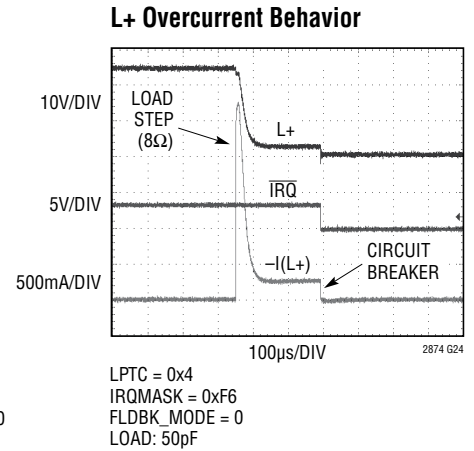 L+ Overcurrent Behavior
10V/DIV
LOAD
STEP
(8Ω)
L+
5V/DIV
IRQ
500mA/DIV
–I(L+)
CIRCUIT
BREAKER
100µs/DIV
2874 G24
LPTC = 0x4
IRQMASK = 0xF6
FLDBK_MODE = 0
LOAD: 50pF
0